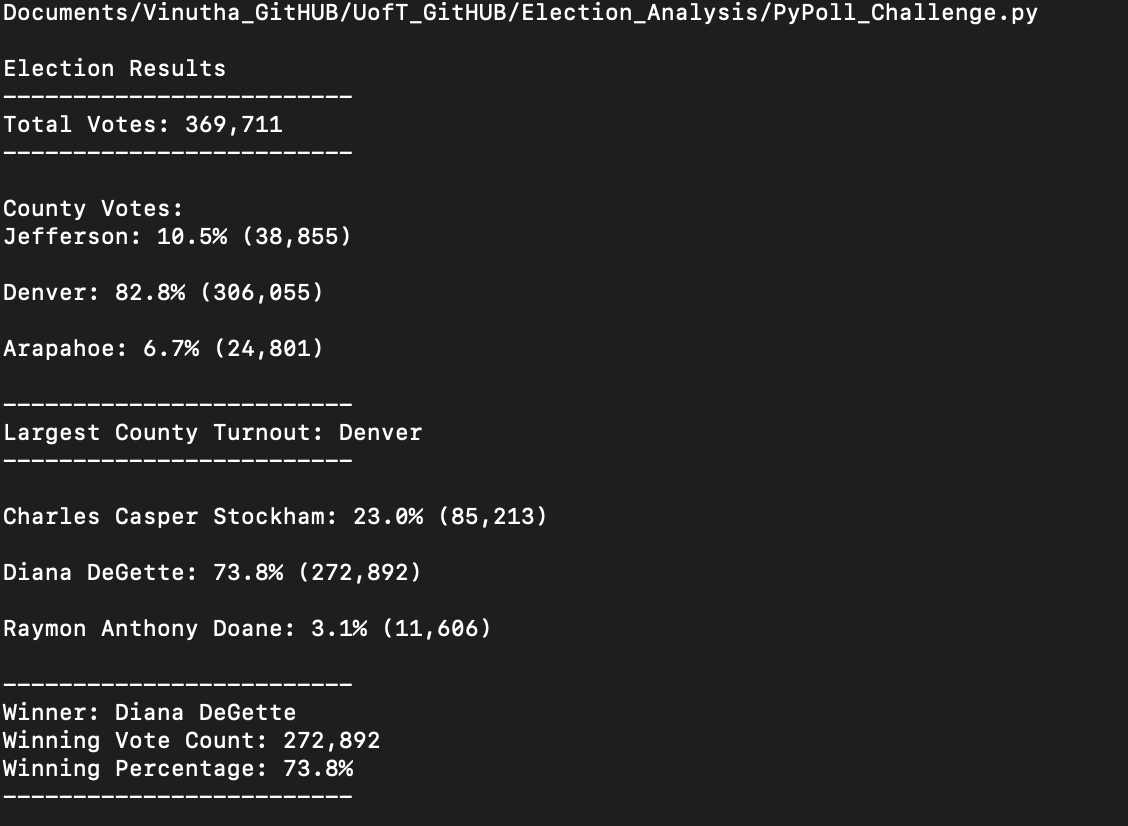 Documents/Vinutha_GitHUB/UofT_GitHUB/Election_Analysis/PyPoll_Challenge.py
Election Results
-------------------------
Total Votes: 369,711
-------------------------
County Votes:
Jefferson: 10.5% (38,855)
Denver: 82.8% (306,055)
Arapahoe: 6.7% (24,801)
-------------------------
Largest County Turnout: Denver
-------------------------
Charles Casper Stockham: 23.0% (85,213)
Diana DeGette: 73.8% (272,892)
Raymon Anthony Doane: 3.1% (11,606)
-------------------------
Winner: Diana DeGette
Winning Vote Count: 272,892
Winning Percentage: 73.8%
-------------------------